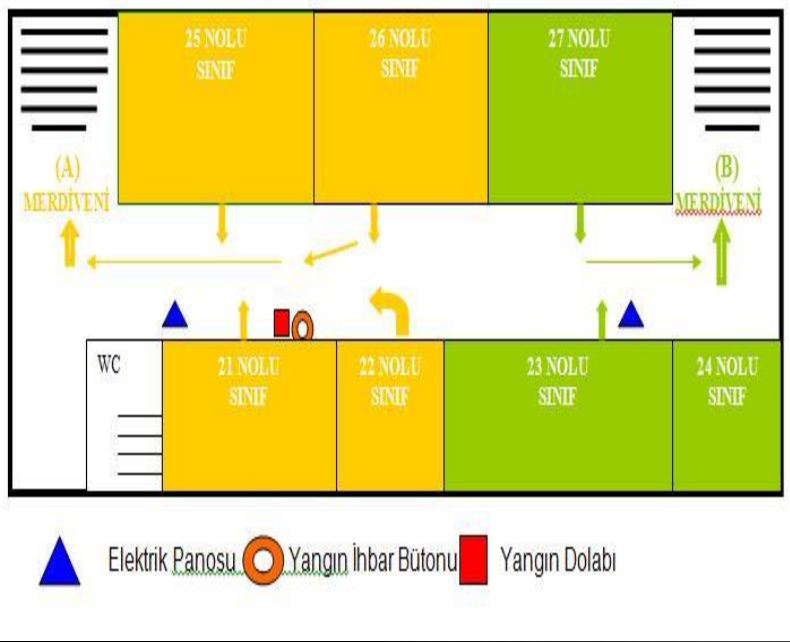 25 NOLU
SINIF
26 NOLU
SINIF
27 NOLU
SINIF
(A)
MERDİVENİ
(B)
MERDİVENİ
WC
21 NOLU
SINIF
22 NOLU
SINIF
23 NOLU
SINIF
24 NOLU
SINIF
Elektrik Panosu
Yangın İhbar Bütonu
Yangın Dolabı